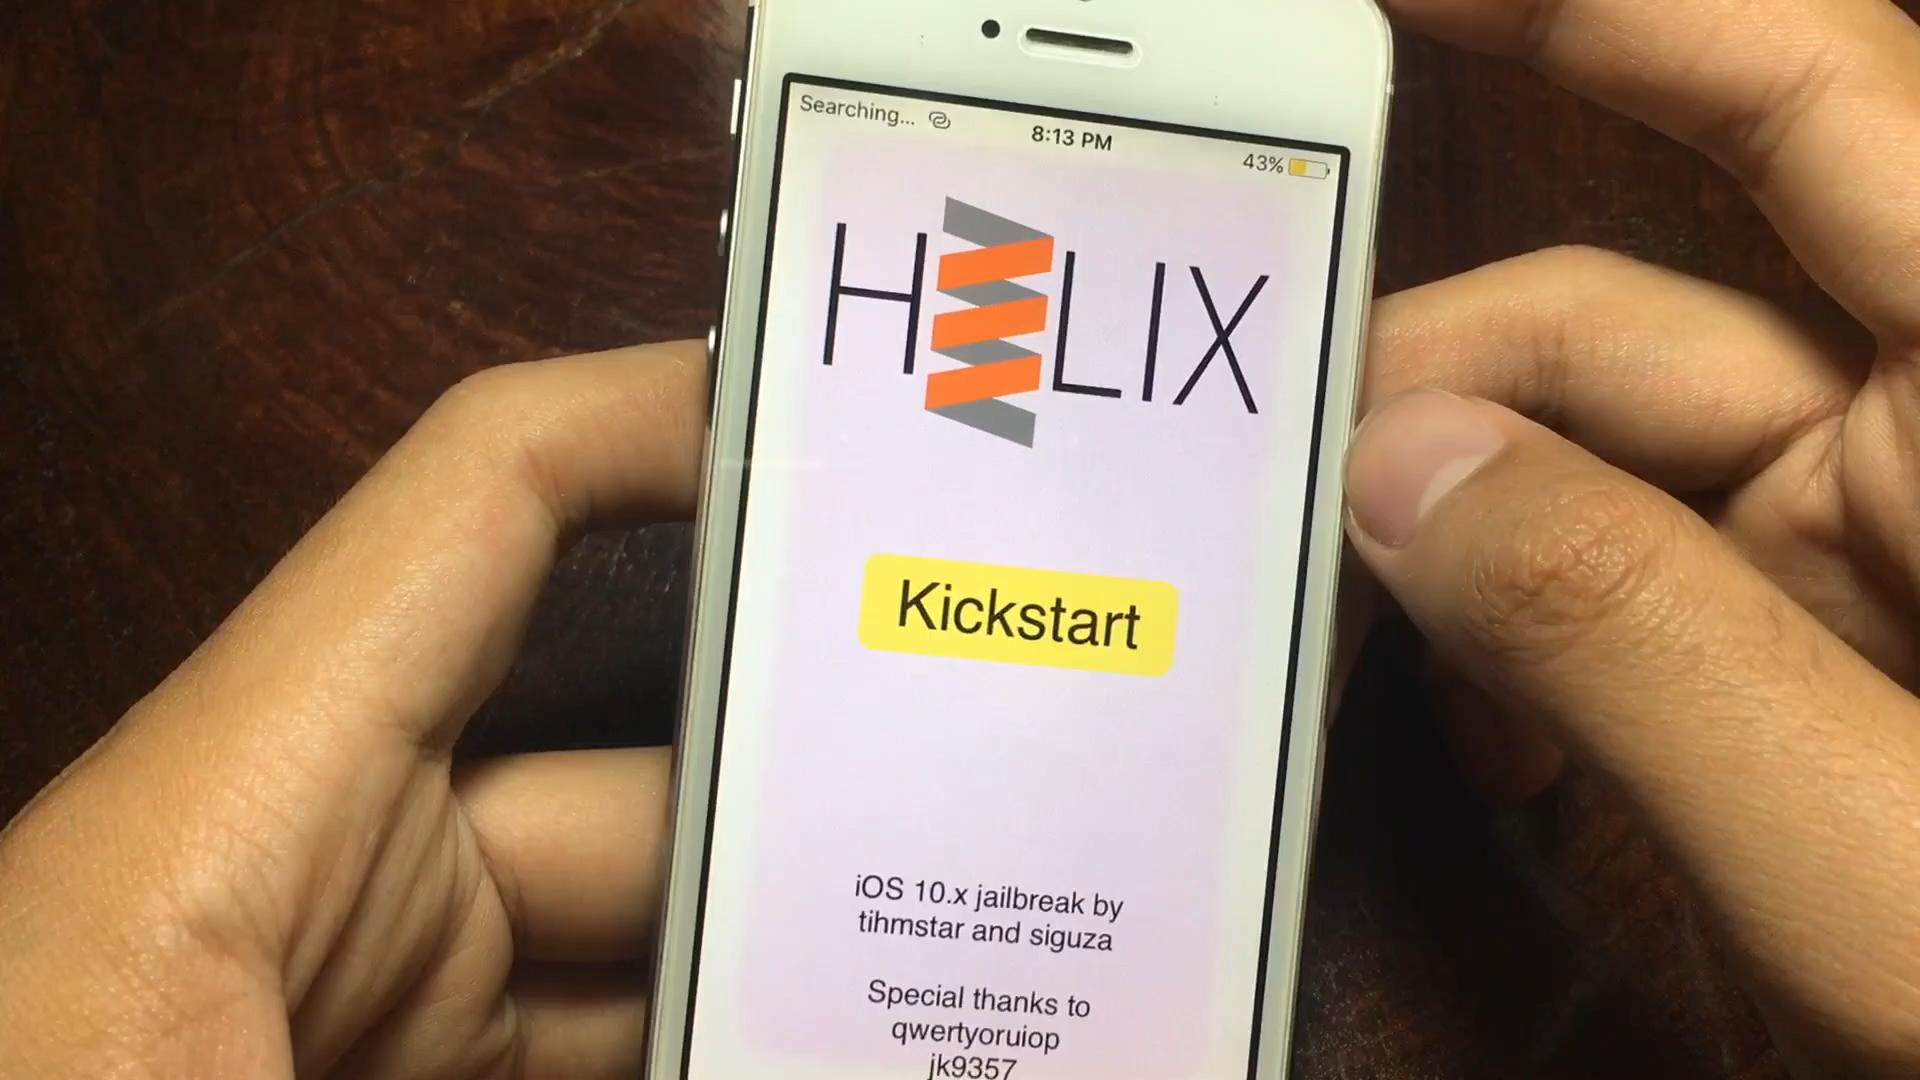 Searching...
8:13 PM
43%
HELIX
Kickstart
iOS 10.x jailbreak by
tihmstar and siguza
Special thanks to
qwertyoruiop
jk9357